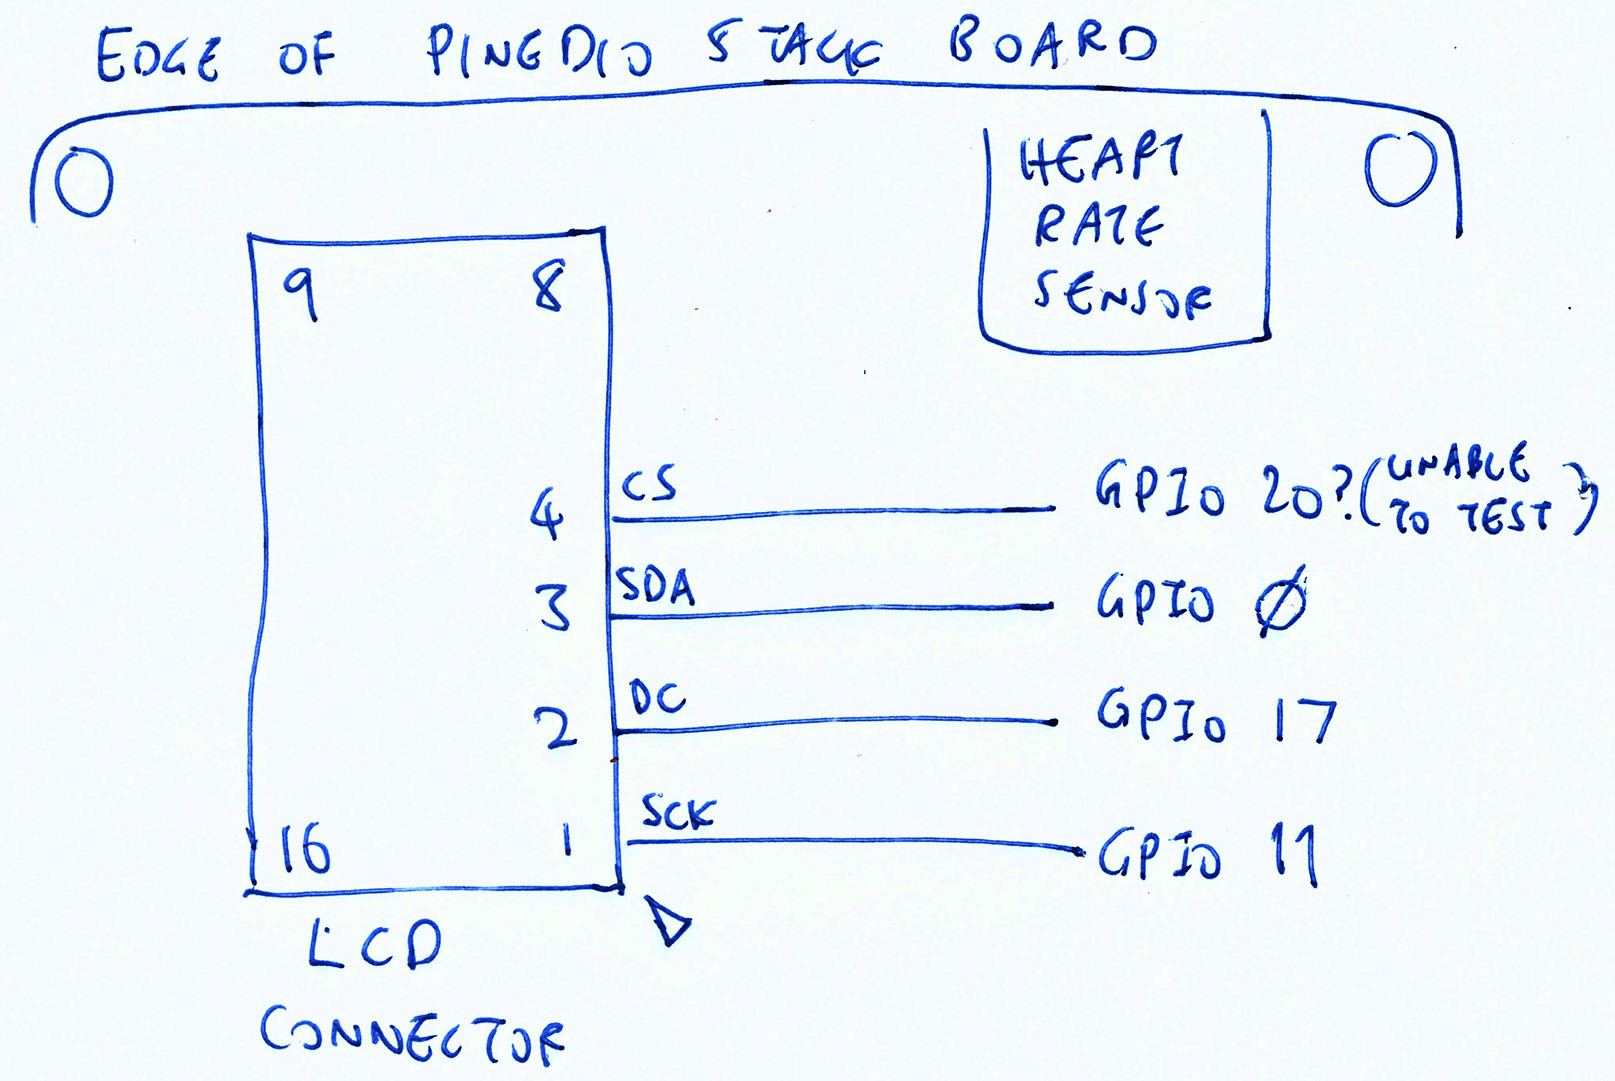 EDGE OF PINEDIO STACK BOARD
HEART
RATE
SENSOR
9 8
4 CS GPIO 20? (UNABLE
TO TEST)
3 SDA GPIO Ø
2 DC GPIO 17
16 1 SCK GPIO 11
LCD
CONNECTOR